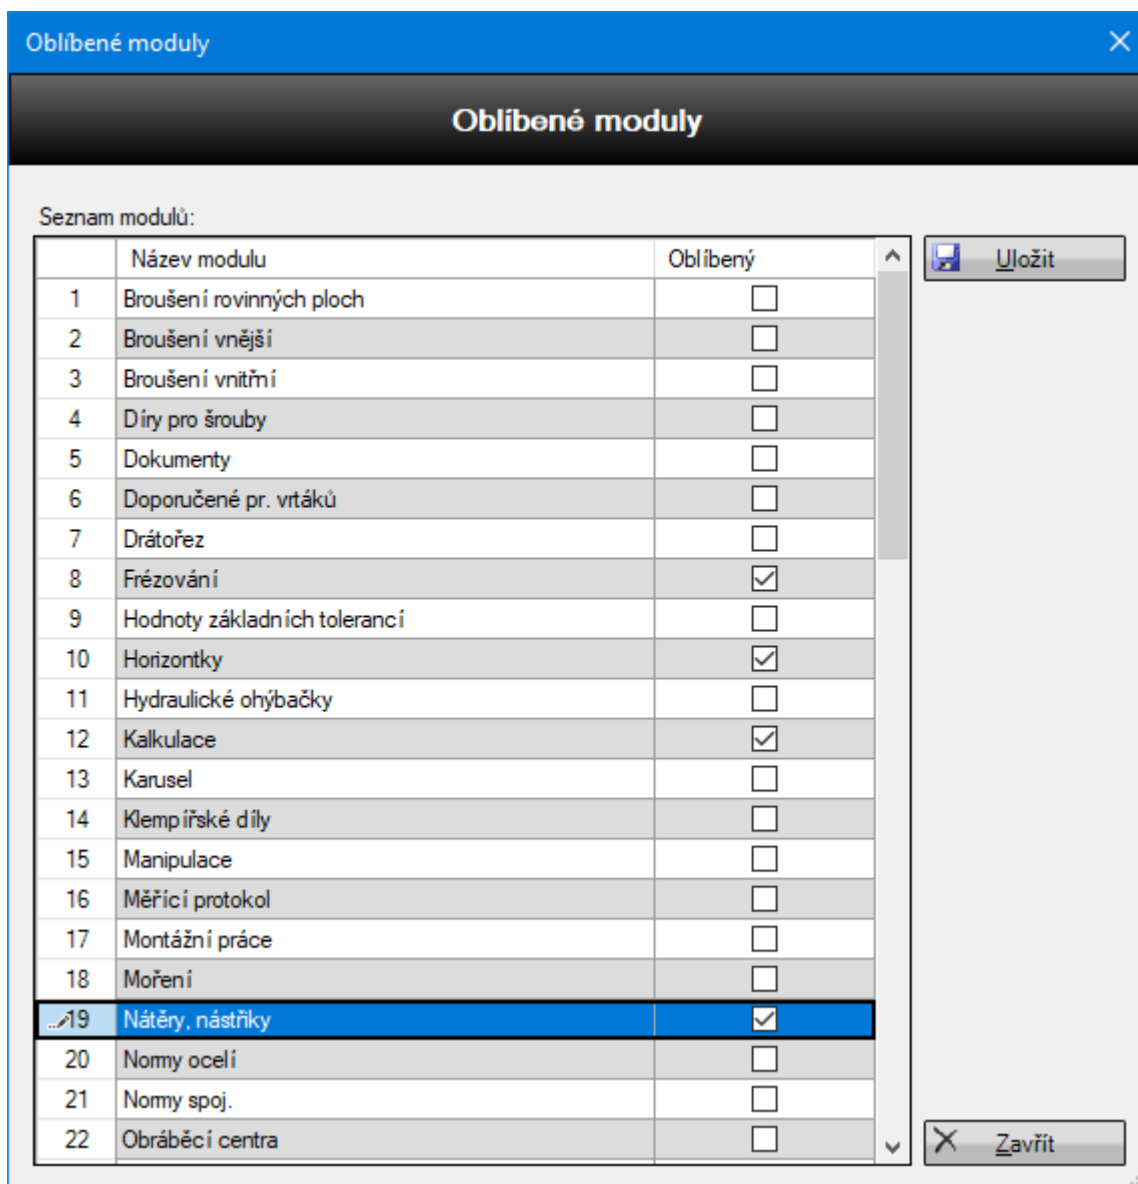 Oblíbené moduly
Oblíbené moduly
Seznam modulů:
Název modulu Oblíbený
Uložit
1 Broušení rovinných ploch
2 Broušení vnější
3 Broušení vnitřní
4 Díry pro šrouby
5 Dokumenty
6 Doporučené pr. vrtáků
7 Drátořez
8 Frézování
9 Hodnoty základních tolerancí
10 Horizontky
11 Hydraulické ohýbačky
12 Kalkulace
13 Karusel
14 Klempířské díly
15 Manipulace
16 Měřící protokol
17 Montážní práce
18 Moření
19 Nátěry, nástřiky
20 Normy ocelí
21 Normy spoj.
22 Obráběcí centra
Zavřít